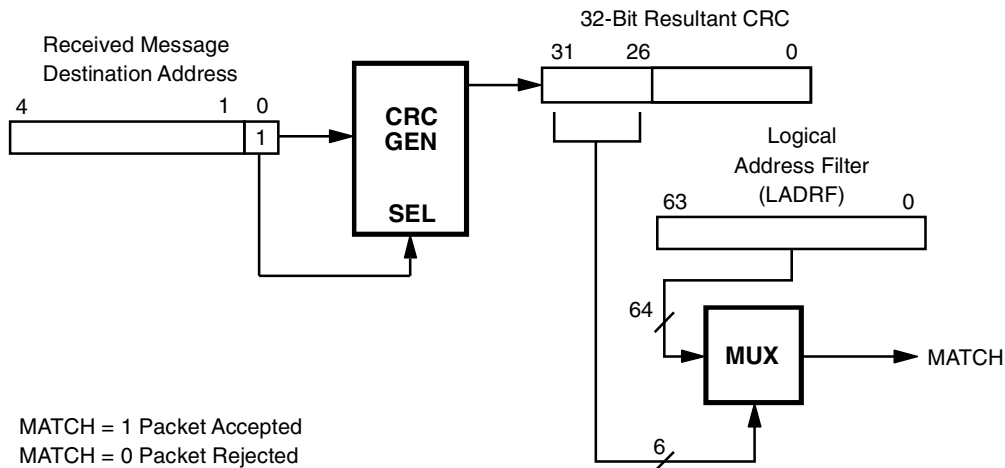 32-Bit Resultant CRC
Received Message
Destination Address
31 26 0
4 1 0
1
CRC
GEN
SEL
Logical
Address Filter
(LADRF)
63 0
64
MUX
MATCH
6
MATCH = 1 Packet Accepted
MATCH = 0 Packet Rejected